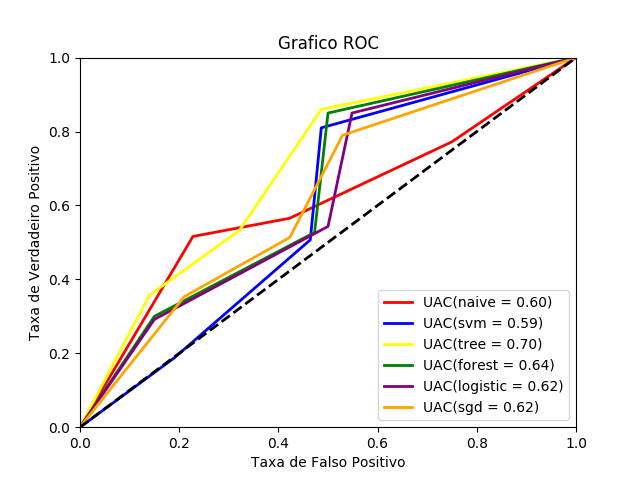 Grafico ROC
1.0
0.8
0.6
0.4
0.2
0.0
Taxa de Verdadeiro Positivo
UAC(naive = 0.60)
UAC(svm = 0.59)
UAC(tree = 0.70)
UAC(forest = 0.64)
UAC(logistic = 0.62)
UAC(sgd = 0.62)
0.0 0.2 0.4 0.6 0.8 1.0
Taxa de Falso Positivo